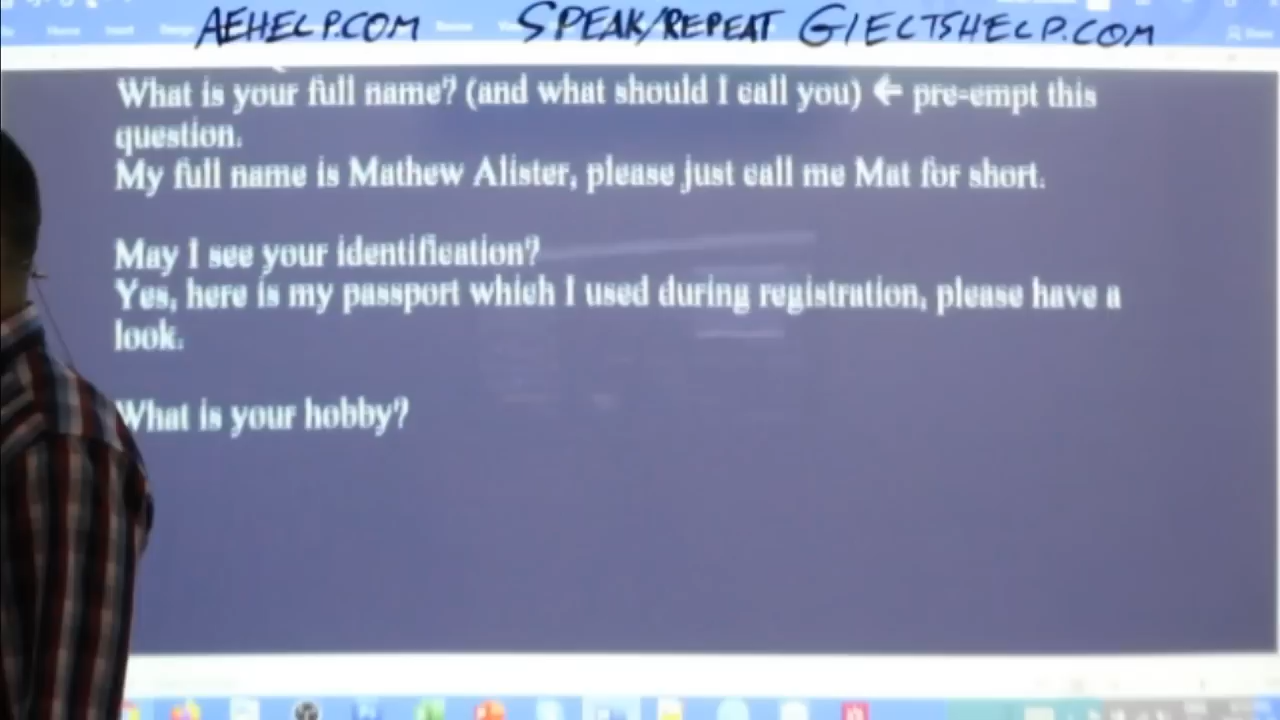 AEHELP.COM SPEAK/REPEAT GIELTSHELP.COM
What is your full name? (and what should I call you) ← pre-empt this
question.
My full name is Mathew Alister, please just call me Mat for short.
May I see your identification?
Yes, here is my passport which I used during registration, please have a
look.
What is your hobby?